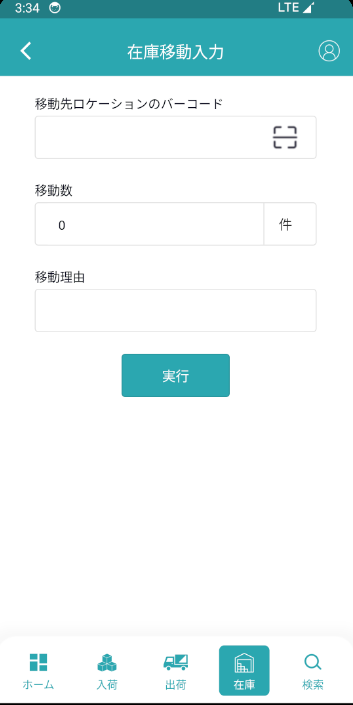 3:34
LTE
在庫移動入力
移動先ロケーションのバーコード
移動数
0
件
移動理由
実行
ホーム
入荷
出荷
在庫
検索